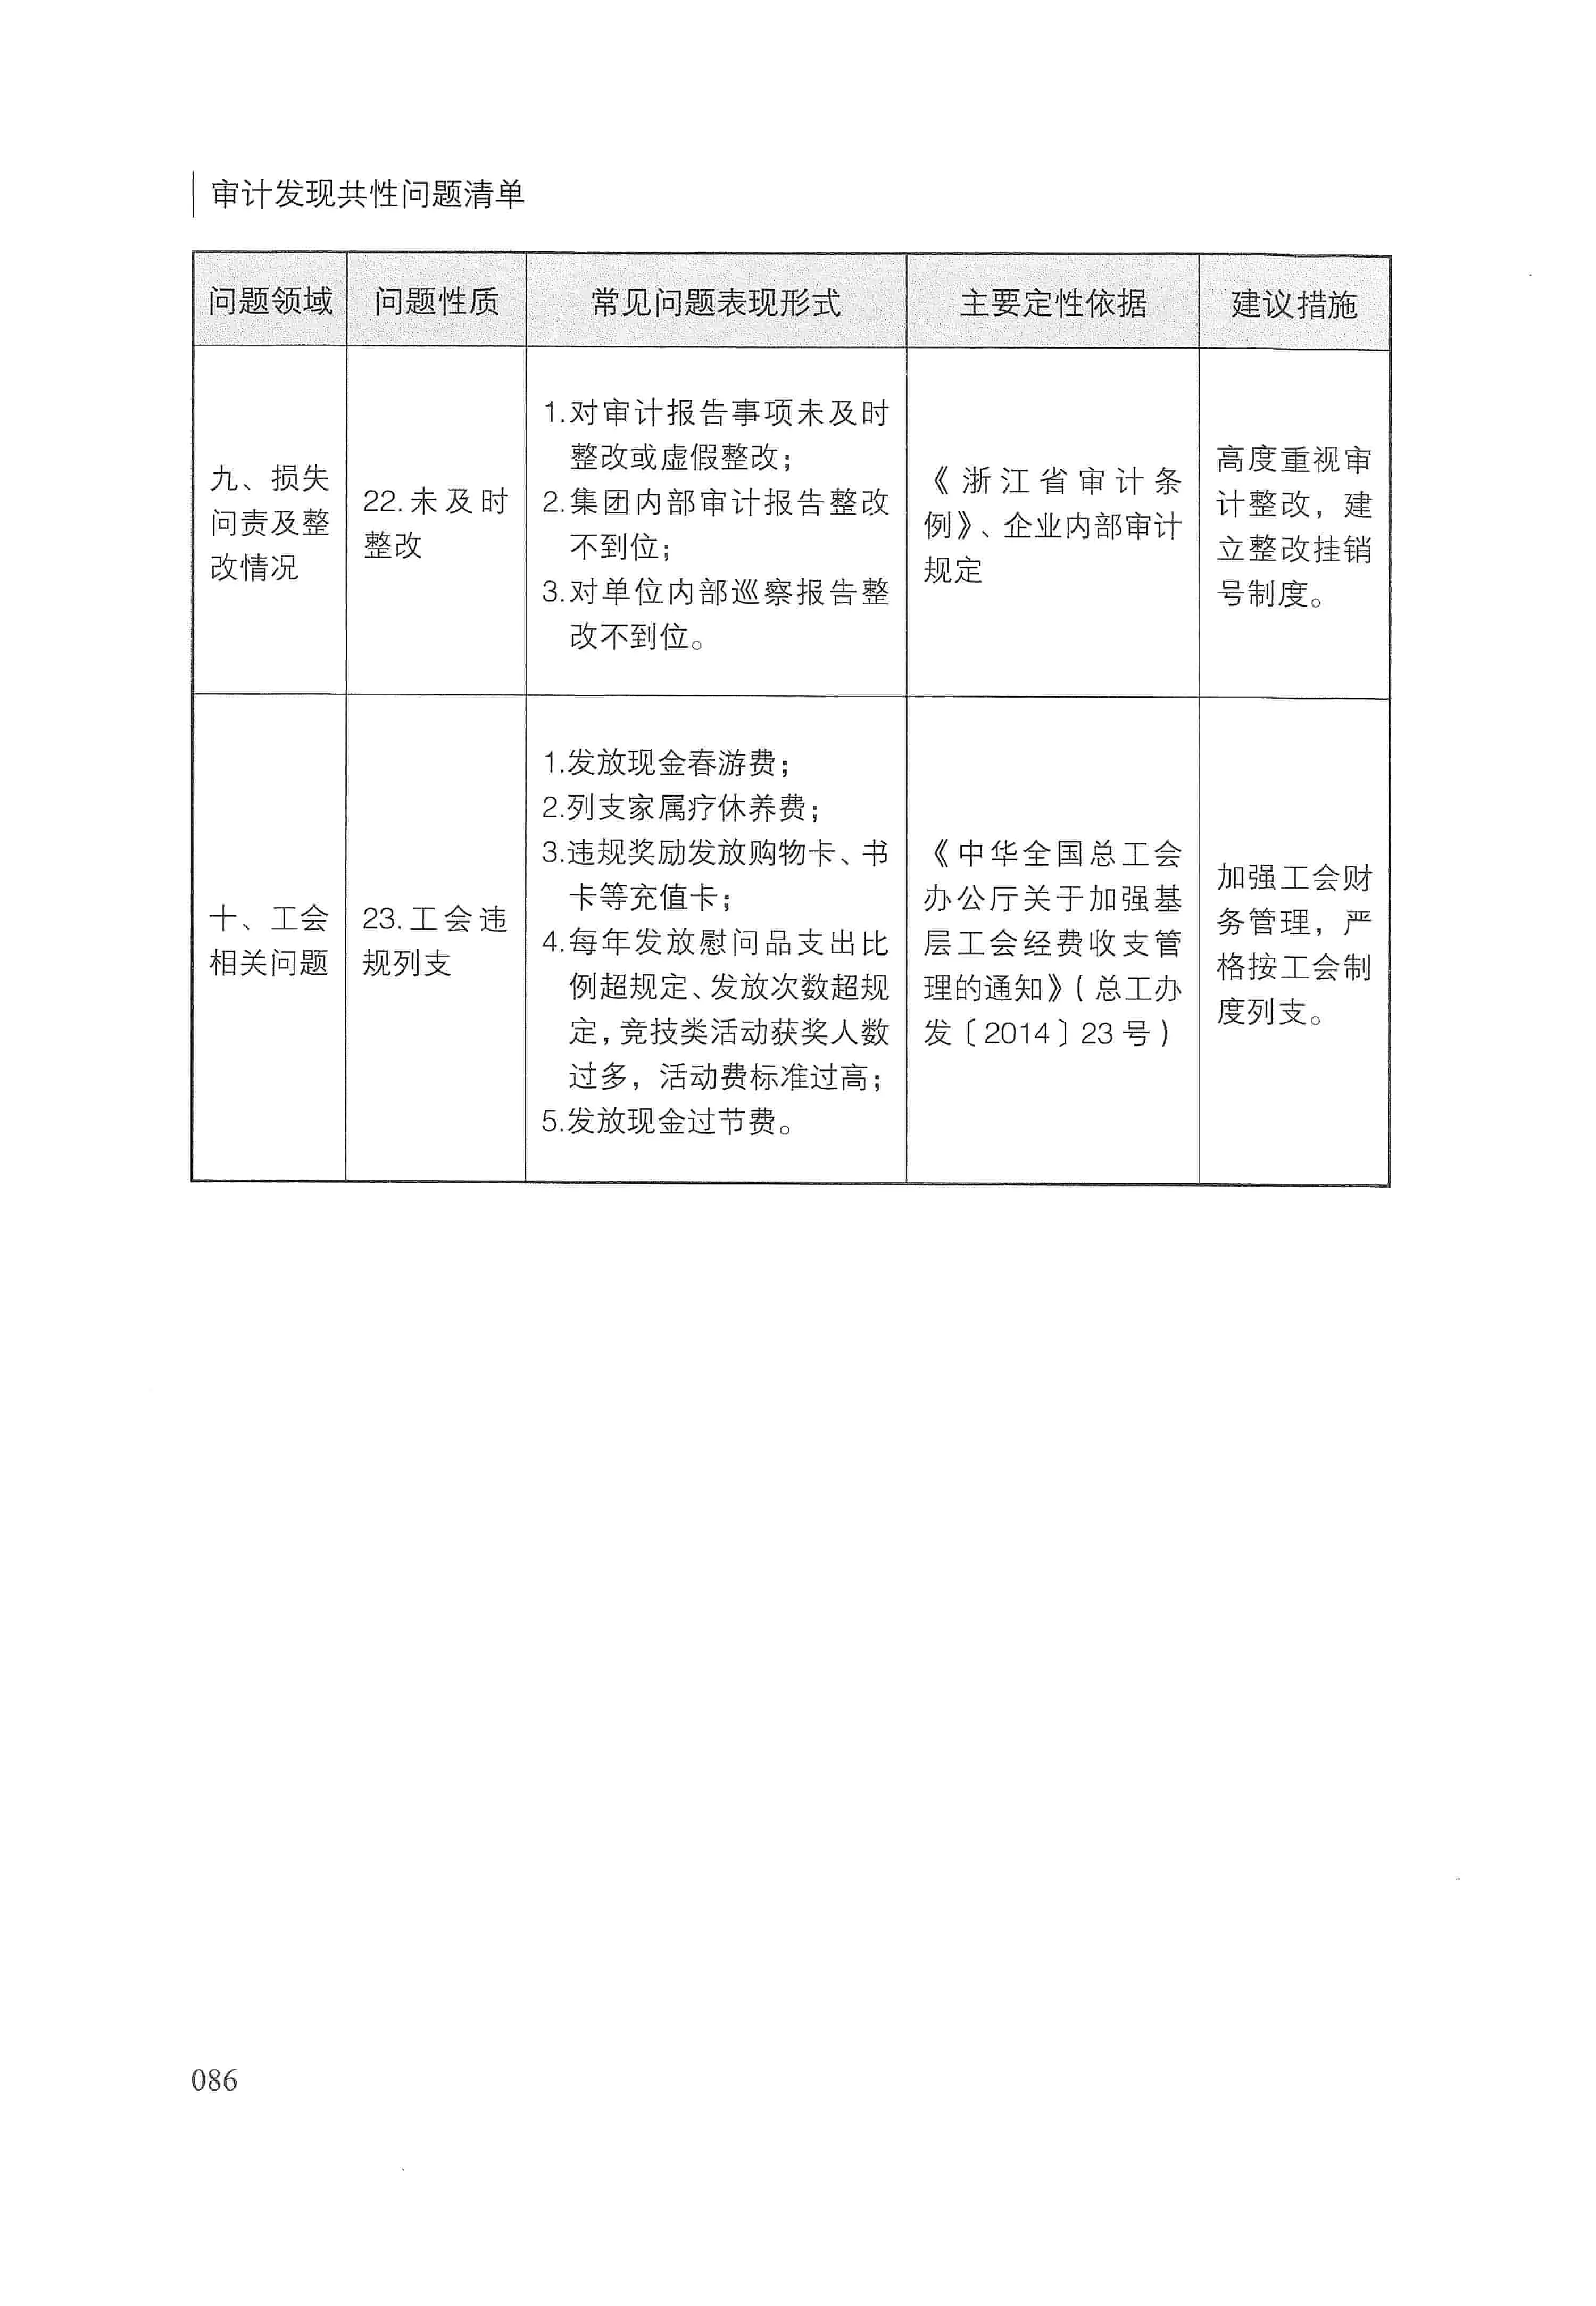 审计发现共性问题清单
问题领域
问题性质
常见问题表现形式
主要定性依据
建议措施
九、损失
问责及整
改情况
22.未及时
整改
1.对审计报告事项未及时
整改或虚假整改；
2.集团内部审计报告整改
不到位；
3.对单位内部巡察报告整
改不到位。
《浙江省审计条
例》、企业内部审计
规定
高度重视审
计整改，建
立整改挂销
号制度。
十、工会
相关问题
23.工会违
规列支
1.发放现金春游费；
2.列支家属疗休养费；
3.违规奖励发放购物卡、书
卡等充值卡；
4.每年发放慰问品支出比
例超规定、发放次数超规
定，竞技类活动获奖人数
过多，活动费标准过高；
5.发放现金过节费。
《中华全国总工会
办公厅关于加强基
层工会经费收支管
理的通知》（总工办
发〔2014〕23号）
加强工会财
务管理，严
格按工会制
度列支。
086